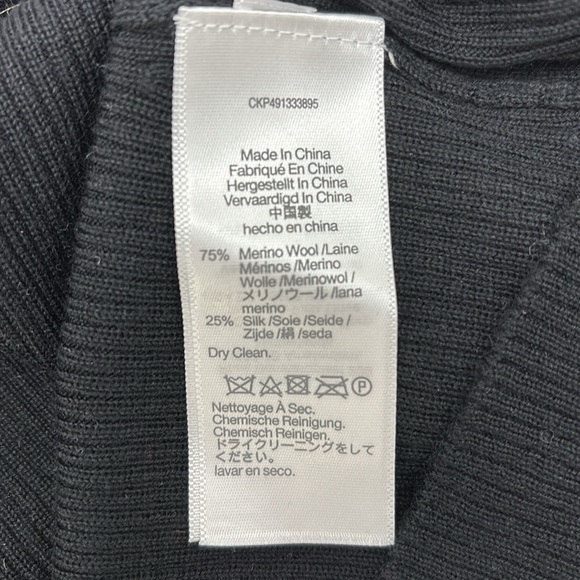 CKP491333895
Made In China
Fabriqué En Chine
Hergestellt In China
Vervaardigd In China
中国製
hecho en china
75% Merino Wool /Laine
Mérinos /Merino
Wolle /Merinowol /
メリノウール /lana
merino
25% Silk /Soie /Seide /
Zijde /絹 /seda
Dry Clean.
P
Nettoyage À Sec.
Chemische Reinigung.
Chemisch Reinigen.
ドライクリーニングをして
ください。
lavar en seco.